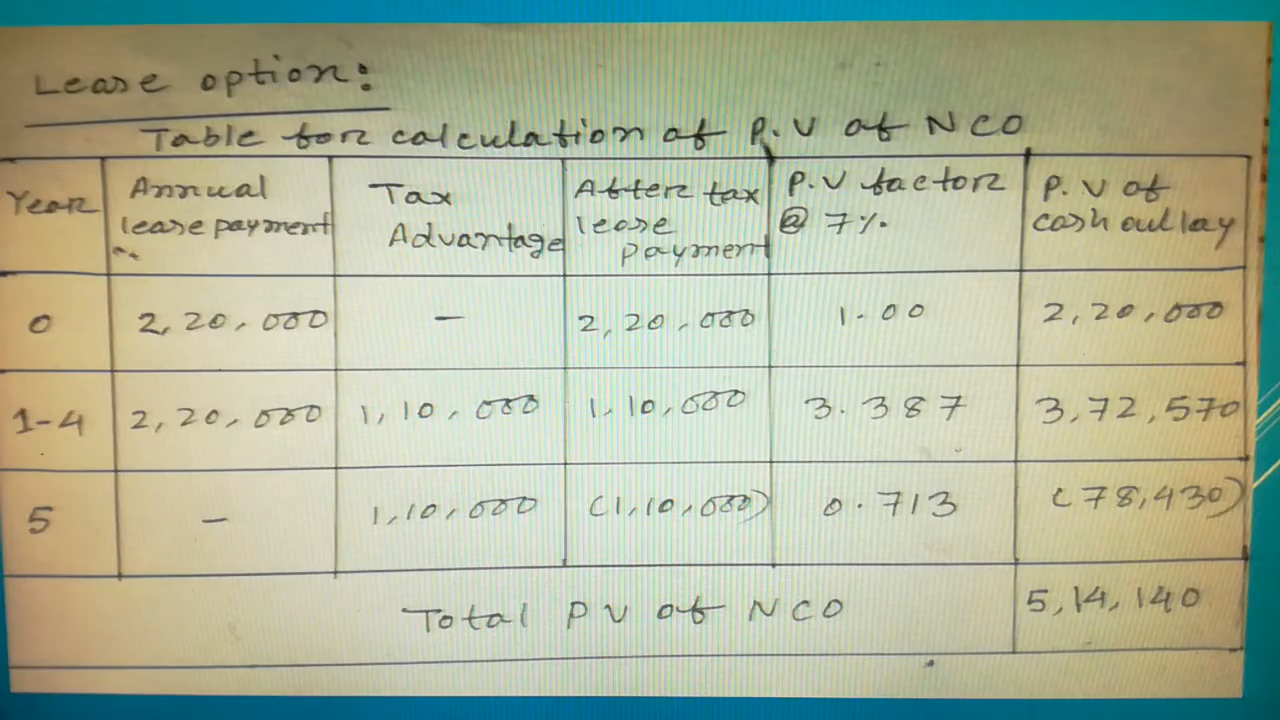 Lease option:
Table for calculation of P.V of NCO
Year Annual lease payment Tax Advantage After tax lease payment P.V factor @ 7% P.V of cash outlay
0 2,20,000 — 2,20,000 1.00 2,20,000
1-4 2,20,000 1,10,000 1,10,000 3.387 3,72,570
5 — 1,10,000 (1,10,000) 0.713 (78,430)
Total PV of NCO 5,14,140